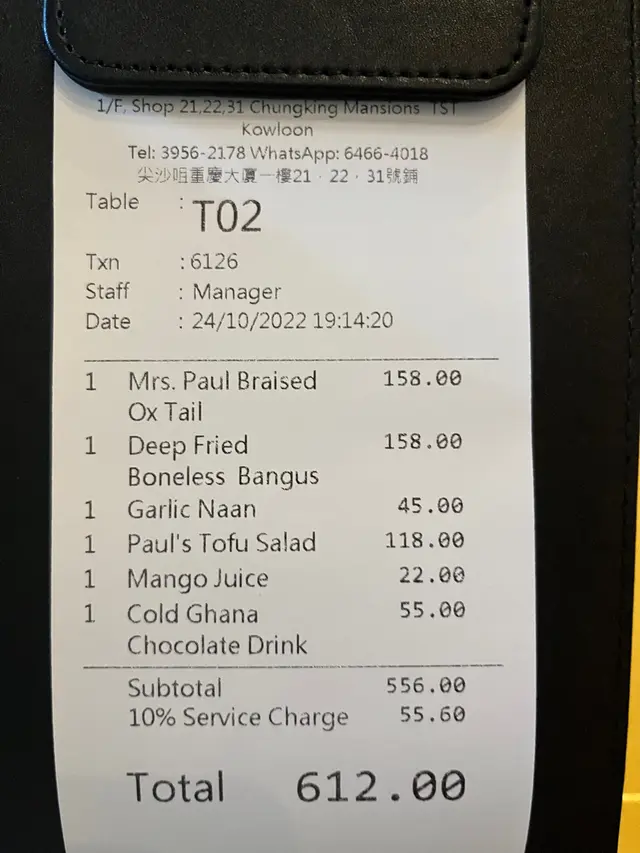 1/F, Shop 21,22,31 Chungking Mansions TST
Kowloon
Tel: 3956-2178 WhatsApp: 6466-4018
尖沙咀重慶大厦一樓21，22，31號鋪
Table : T02
Txn : 6126
Staff : Manager
Date : 24/10/2022 19:14:20
1 Mrs. Paul Braised 158.00
Ox Tail
1 Deep Fried 158.00
Boneless Bangus
1 Garlic Naan 45.00
1 Paul's Tofu Salad 118.00
1 Mango Juice 22.00
1 Cold Ghana 55.00
Chocolate Drink
Subtotal 556.00
10% Service Charge 55.60
Total 612.00